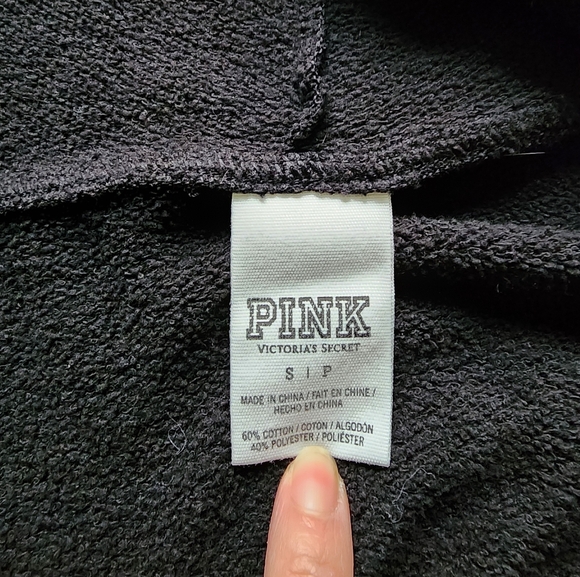 PINK
VICTORIA'S SECRET
S | P
MADE IN CHINA / FAIT EN CHINE /
HECHO EN CHINA
60% COTTON / COTON / ALGODÓN
40% POLYESTER / POLIÉSTER